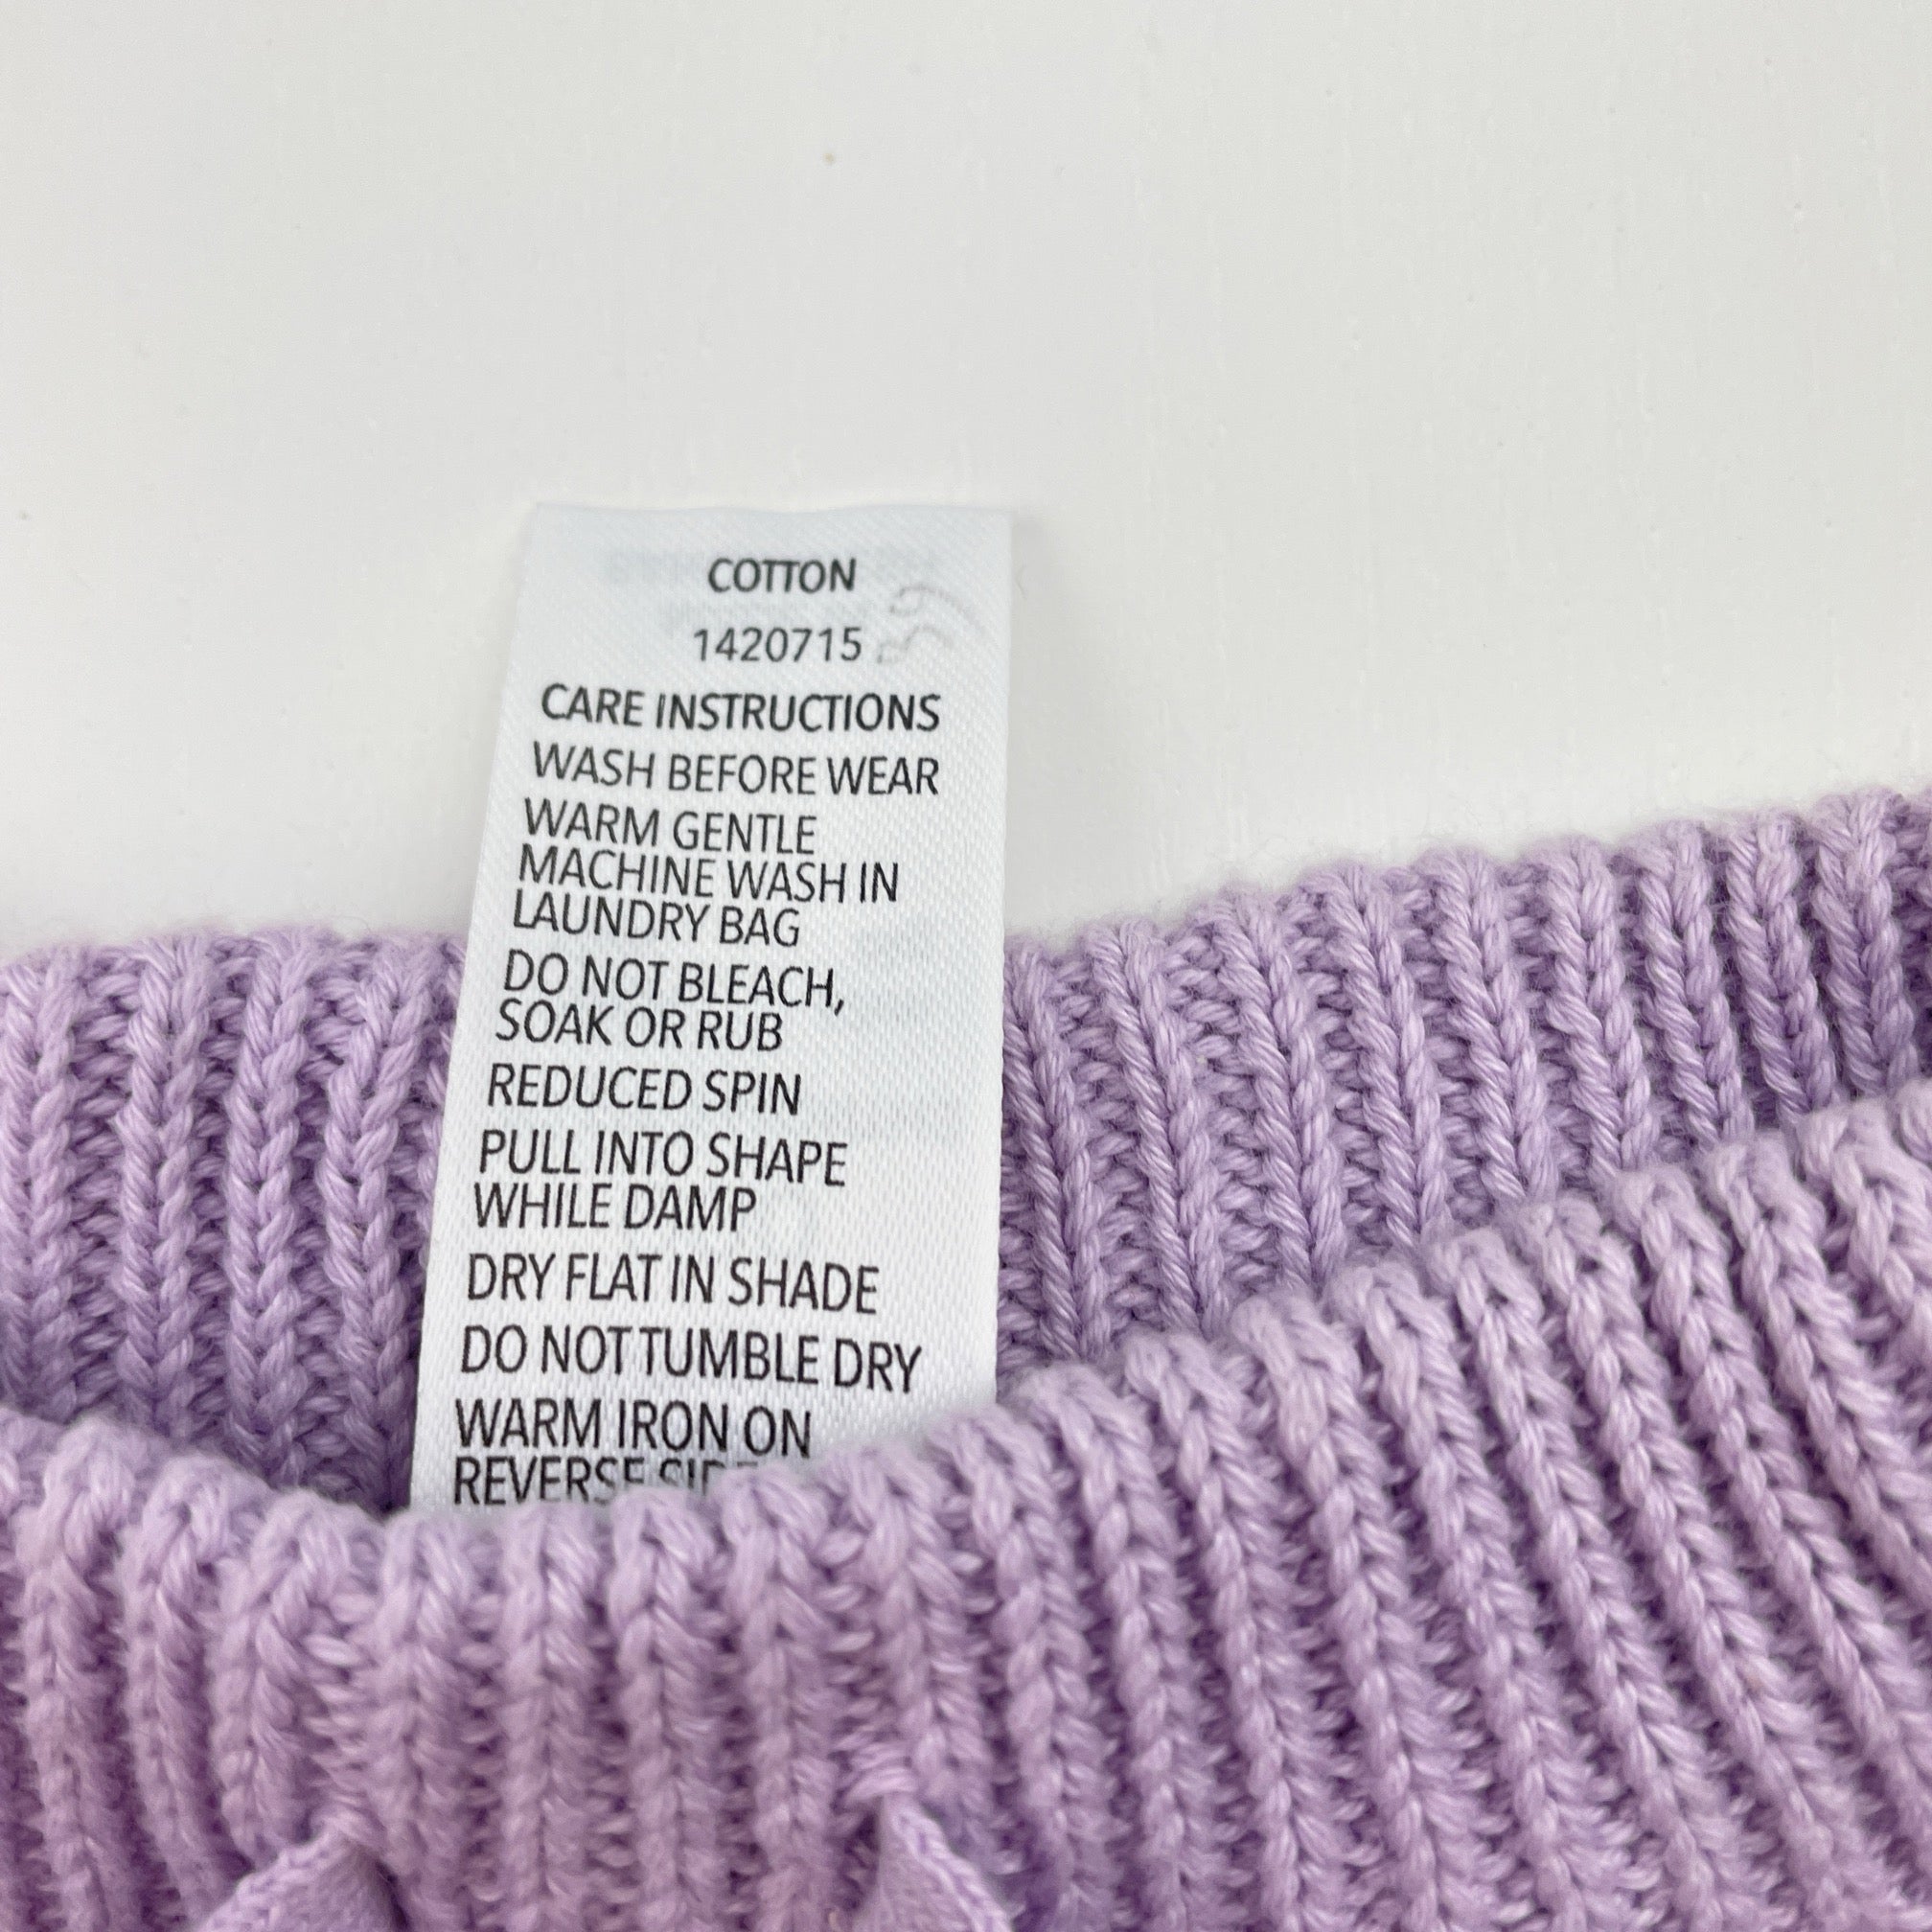 COTTON
1420715
CARE INSTRUCTIONS
WASH BEFORE WEAR
WARM GENTLE
MACHINE WASH IN
LAUNDRY BAG
DO NOT BLEACH,
SOAK OR RUB
REDUCED SPIN
PULL INTO SHAPE
WHILE DAMP
DRY FLAT IN SHADE
DO NOT TUMBLE DRY
WARM IRON ON
REVERSE SIDE